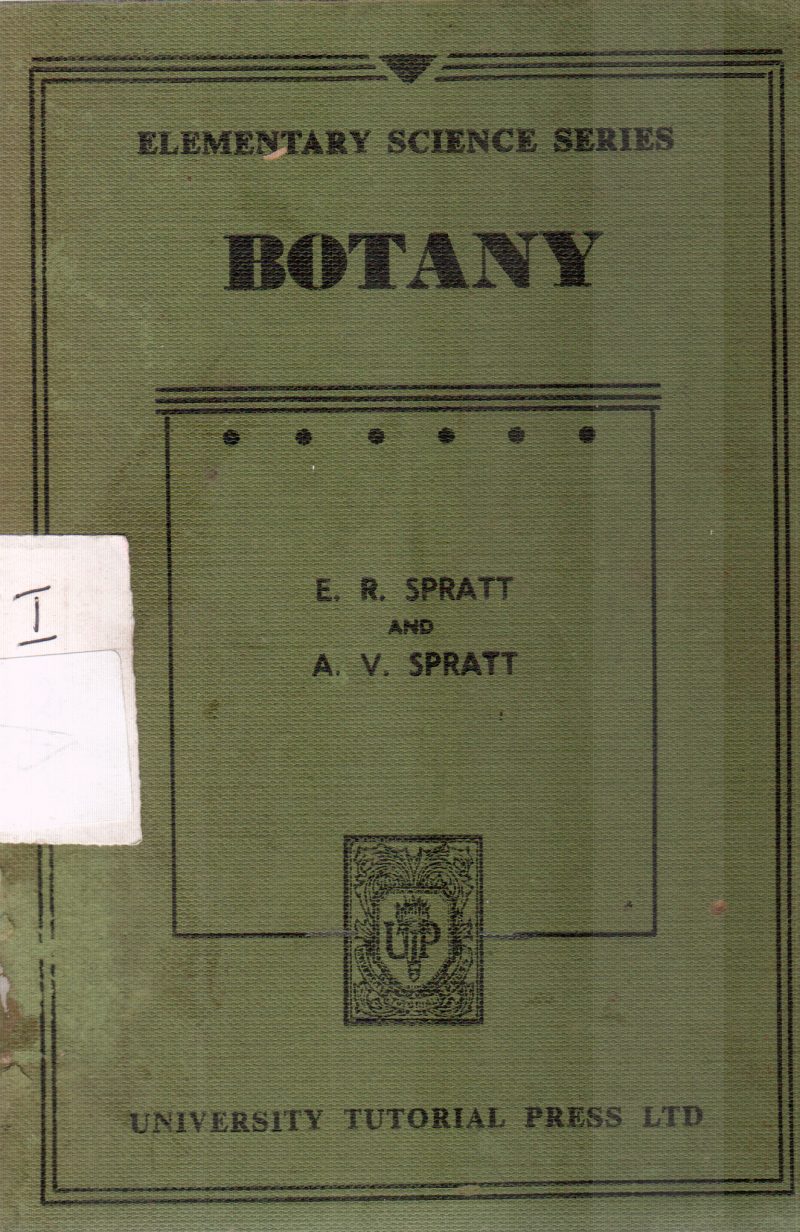 ELEMENTARY SCIENCE SERIES
BOTANY
I
E. R. SPRATT
AND
A. V. SPRATT
UTP
UNIVERSITY TUTORIAL PRESS LTD